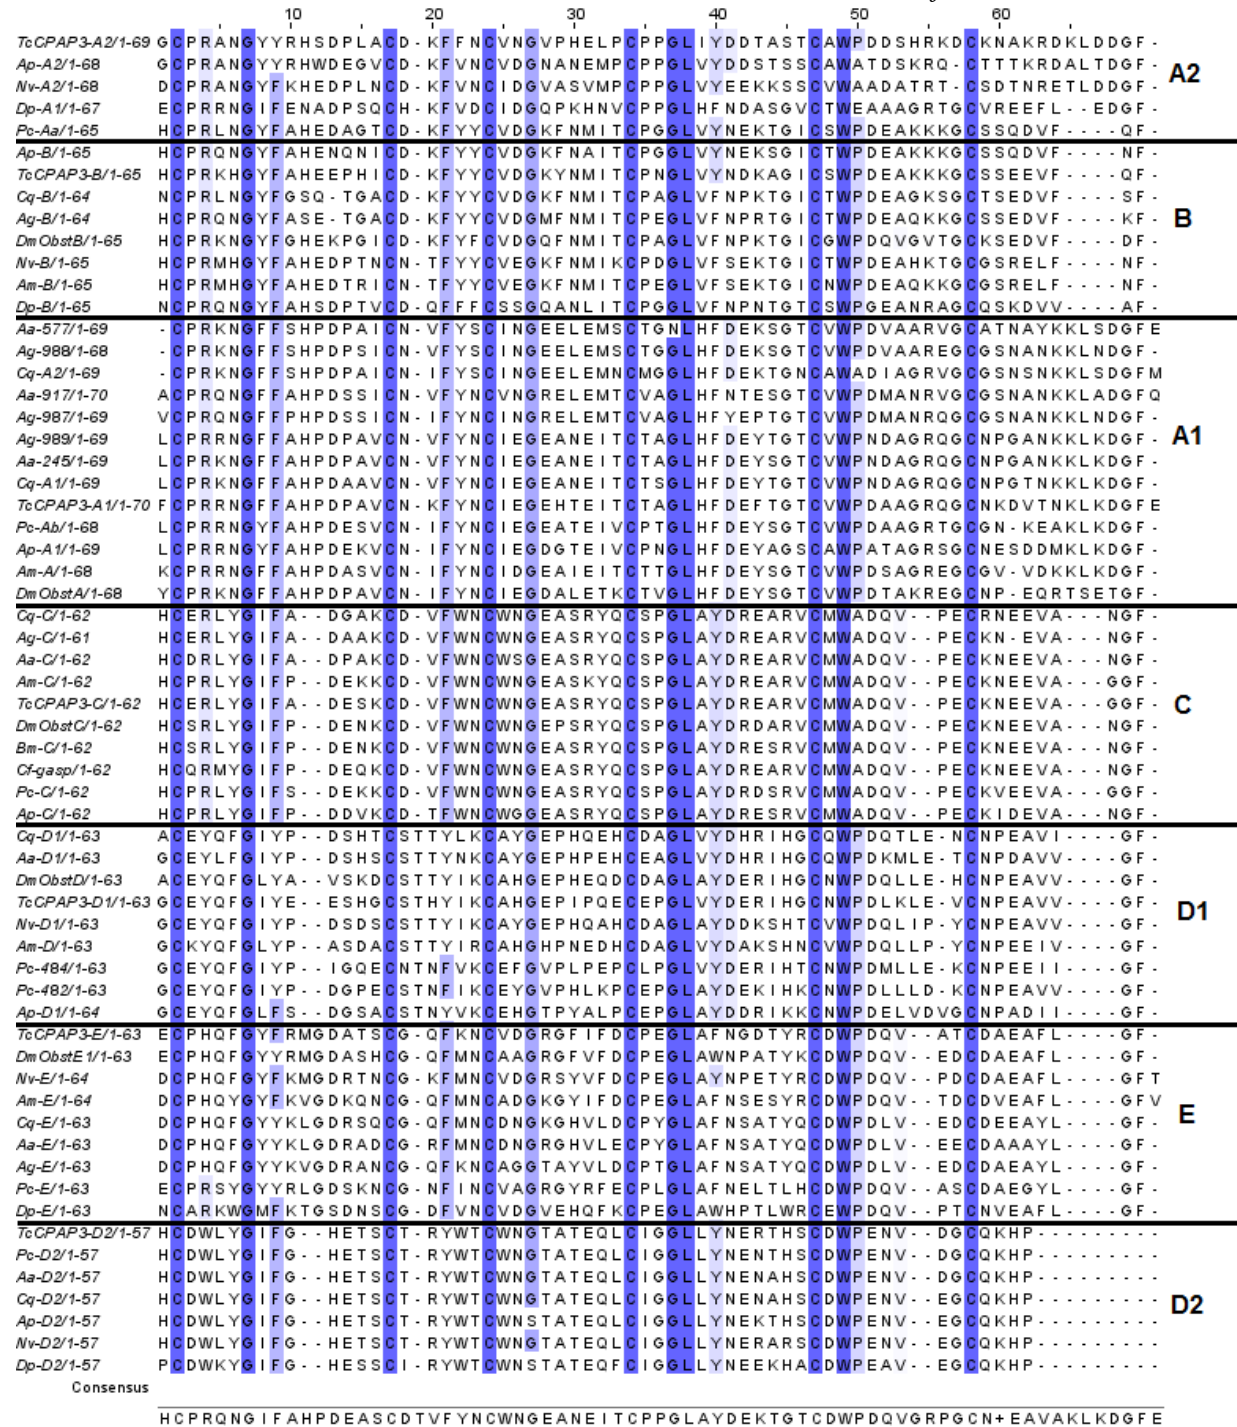 10 20 30 40 50 60
TcCPAP3-A2/1-69 GCPRANGYYRHSDPLACD-KFFNCVNGVPHELPCPPGLIYDDTASTCAWPDDSHRKDCKNAKRDKLDDGF-
Ap-A2/1-68 GCPRANGYYRHWDEGVCD-KFVNCVDGNANEMPCPPGLVYDDSTSSCAWATDSKRQ-CTTTKRDALTDGF-
A2
Nv-A2/1-68 DCPRANGYFKHEDPLNCD-KFVNCIDGVASVMPCPPGLVYEEKKSSCVWAADATRT-CSDTNRETLDDGF-
Dp-A1/1-67 ECPRRNGYFENADPSQCH-KFVDCIDGQPKHNVCPPGLHFNDASGVCTWEAAAGRTGCVREEFL--EDGF-
Pc-Aa/1-65 HCPRLNGYFAHEDAGTCD-KFYYCVDGKFNMITCPGGLVYNEKTGICSWPDEAKKKGCSSQDVF----QF-
Ap-B/1-65 HCPRQNGYFAHENQNICD-KFYYCVDGKFNAITCPGGLVYNEKSGICTWPDEAKKKGCSSQDVF----NF-
TcCPAP3-B/1-65 HCPRKHGYFAHEEPHICD-KFYYCVDGKYNMITCPNGLVYNDKAGICSWPDEAKKKGCSSEDVF----QF-
Cq-B/1-64 NCPRLNGYFGSQ-TGACD-KFYYCVDGKFNMITCPAGLVFNPKTGICTWPDEAGKSGCTSEDVF----SF-
Ag-B/1-64 HCPRQNGYFASE-TGACD-KFYYCVDGMFNMITCPEGLVFNPRTGICTWPDEAQKKGCSSEDVF----KF-
B
DmObstB/1-65 HCPRKNGYFGHEKPGICD-KFYFCVDGQFNMITCPAGLVFNPKTGICGWPDQVGVTGCKSEDVF----DF-
Nv-B/1-65 HCPRMHGYFAHEDPTNCN-TFYYCVEGKFNMIKCPDGLVFSEKTGICTWPDEAHKTGCGSRELF----NF-
Am-B/1-65 HCPRMHGYFAHEDTRICN-TFYYCVEGKFNMITCPEGLVFSEKTGICNWPDEAQKKGCGSRELF----NF-
Dp-B/1-65 NCPRQNGYFAHSDPTVCD-QFFFCSSGQANLITCPGGLVFNPNTGTCSWPGEANRAGCQSKDVV----AF-
Aa-577/1-69 -CPRKNGFFSHPDPAICN-VFYSCINGEELEMSCTGNLHFDEKSGTCVWPDVAARVGCATNAYKKLSDGFE
Ag-988/1-68 -CPRKNGFFSHPDPSICN-VFYSCINGEELEMSCTGGLHFDEKSGTCVWPDVAAREGCGSNANKKLNDGF-
Cq-A2/1-69 -CPRKNGFFSHPDPAICN-IFYSCINGEELEMNCMGGLHFDEKTGNCAWADIAGRVGCGSNSNKKLSDGFM
Aa-917/1-70 ACPRQNGFFAHPDSSICN-VFYNCVNGRELEMTCVAGLHFNTESGTCVWPDMANRVGCGSNANKKLADGFQ
Ag-987/1-69 VCPRQNGFFPHPDSSICN-IFYNCINGRELEMTCVAGLHFYEPTGTCVWPDMANRQGCGSNANKKLNDGF-
A1
Ag-989/1-69 LCPRRNGFFAHPDPAVCN-VFYNCIEGEANEITCTAGLHFDEYTGTCVWPNDAGRQGCNPGANKKLKDGF-
Aa-245/1-69 LCPRKNGFFAHPDPAVCN-VFYNCIEGEANEITCTAGLHFDEYSGTCVWPNDAGRQGCNPGANKKLKDGF-
Cq-A1/1-69 LCPRKNGFFAHPDAAVCN-VFYNCIEGEANEITCTSGLHFDEYSGTCVWPNDAGRQGCNPGTNKKLKDGF-
TcCPAP3-A1/1-70 FCPRRNGFFAHPDPAVCN-VFYNCIEGEHTEITCTAGLHFDEFTGTCVWPDAAGRQGCNKDVTNKLKDGFE
Pc-Ab/1-68 LCPRRNGYFAHPDESVCN-IFYNCIEGEATEIVCPTGLHFDEYSGTCVWPDAAGRTGCGN-KEAKLKDGF-
Ap-A1/1-69 LCPRRNGYFAHPDEKVCN-IFYNCIEGDGTEIVCPNGLHFDEYAGSCAWPATAGRSGCNESDDMKLKDGF-
Am-A/1-68 KCPRRNGFFAHPDASVCN-IFYNCIDGEAIEITCTTGLHFDEYSGTCVWPDSAGREGCGV-VDKKLKDGF-
DmObstA/1-68 YCPRPNGFFAHPDPAVCN-IFYNCIEGDALETKCTVGLHFDEYSGTCVWPDTAKREGCNP-EQRTSETGF-
Cq-C/1-62 HCERLYGIFA--DGAKCD-VFWNCWNGEASRYQCSPGLAYDREARVCMWADQV--PECRNEEVA---NGF-
Ag-C/1-61 HCERLYGIFA--DAAKCD-VFWNCWNGEASRYQCSPGLAYDREARVCMWADQV--PECKN-EVA---NGF-
Aa-C/1-62 HCDRLYGIFA--DPAKCD-VFWNCWSGEASRYQCSPGLAYDREARVCMWADQV--PECKNEEVA---NGF-
Am-C/1-62 HCPRLYGIFP--DEKKCD-VFWNCWNGEASKYQCSPGLAYDREARVCMWADQV--PECKNEEVA---GGF-
TcCPAP3-C/1-62 HCERLYGIFA--DESKCD-VFWNCWNGEASRYQCSPGLAYDREARVCMWADQV--PECKNEEVA---GGF-
C
DmObstC/1-62 HCSRLYGIFP--DENKCD-VFWNCWNGEPSRYQCSPGLAYDRDARVCMWADQV--PECKNEEVA---NGF-
Bm-C/1-62 HCSRLYGIFP--DENKCD-VFWNCWNGEASRYQCSPGLAYDRESRVCMWADQV--PECKNEEVA---NGF-
Cf-gasp/1-62 HCQRMYGIFP--DEQKCD-VFWNCWNGEASRYQCSPGLAYDREARVCMWADQV--PECKNEEVA---NGF-
Pc-C/1-62 HCPRLYGIFS--DEKKCD-VFWNCWNGEASRYQCSPGLAYDRDSRVCMWADQV--PECKVEEVA---GGF-
Ap-C/1-62 HCPRLYGIFP--DDVKCD-TFWNCWGGEASRYQCSPGLAYDRESRVCMWADQV--PECKIDEVA---NGF-
Cq-D1/1-63 ACEYQFGIYP--DSHTCSTTYLKCAYGEPHQEHCDAGLVYDHRIHGCQWPDQTLE-NCNPEAVI----GF-
Aa-D1/1-63 GCEYLFGIYP--DSHSCSTTYNKCAYGEPHPEHCEAGLVYDHRIHGCQWPDKMLE-TCNPDAVV----GF-
DmObstD/1-63 ACEYQFGLYA--VSKDCSTTYIKCAHGEPHEQDCDAGLAYDERIHGCNWPDQLLE-HCNPEAVV----GF-
TcCPAP3-D1/1-63 GCEYQFGIYE--ESHGCSTHYIKCAHGEPIPQECEPGLVYDERIHGCNWPDLKLE-VCNPEAVV----GF-
D1
Nv-D1/1-63 GCEYQFGIYP--DSNTCSTTYIKCAYGEPHQAHCDAGLAYDDKSHTCVWPDQLIP-YCNPEAVV----GF-
Am-D/1-63 GCKYQFGLYP--ASDACSTTYIRCAHGHPNEDHCDAGLVYDAKSHNCVWPDQLLP-YCNPEEIV----GF-
Pc-484/1-63 GCEYQFGIYP--IGQECNTNFVKCEFGVPLPEPCLPGLVYDERIHTCNWPDMLLE-KCNPEEII----GF-
Pc-482/1-63 GCEYQFGIYP--DGPECSTNFIKCEYGVPHLKPCEPGLAYDEKIHKCNWPDLLLD-KCNPEAVV----GF-
Ap-D1/1-64 GCEYQFGLFS--DGSACSTNYVKCEHGTPYALPCEPGLAYDDRIKKCNWPDELVDVGCNPADII----GF-
TcCPAP3-E/1-63 ECPHQFGYFRMGDATSCG-QFKNCVDGRGFIFDCPEGLAFNGDTYRCDWPDQV--ATCDAEAFL----GF-
DmObstE1/1-63 ECPHQFGYYRMGDASHCG-QFMNCAAGRGFVFDCPEGLAWNPATYKCDWPDQV--EDCDAEAFL----GF-
Nv-E/1-64 DCPHQFGYFKMGDRTNCG-KFMNCVDGRSYVFDCPEGLAYNPETYRCDWPDQV--PDCDAEAFL----GFT
Am-E/1-64 DCPHQYGYFKVGDKQNCG-QFMNCADGKGYIFDCPEGLAFNSESYRCDWPDQV--TDCDVEAFL----GFV
E
Cq-E/1-63 DCPHQFGYYKLGDRSQCG-QFMNCDNGKGHVLDCPYGLAFNSATYQCDWPDLV--EDCDEEAYL----GF-
Aa-E/1-63 DCPHQFGYYKLGDRADCG-RFMNCDNGRGHVLECPYGLAFNSATYQCDWPDLV--EECDAAAYL----GF-
Ag-E/1-63 DCPHQFGYYKVGDRANCG-QFKNCAGGTAYVLDCPTGLAFNSATYQCDWPDLV--EDCDAEAYL----GF-
Pc-E/1-63 ECPRSYGYYRLGDSKNCG-NFINCVAGRGYRFECPLGLAFNELTLHCDWPDLV--ASCDAEGYL----GF-
Dp-E/1-63 NCARKWGMFKTGSDNSCG-DFVNCVDGVEHQFKCPEGLAWHPTLWRCEWPDQV--PTCNVEAFL----GF-
TcCPAP3-D2/1-57 HCDWLYGIFG--HETSCT-RYWTCWNGTATEQLCIGGLLYNERTHSCDWPENV--DGCQKHP---------
Pc-D2/1-57 HCDWLYGIFG--HETSCT-RYWTCWNGTATEQLCIGGLLYNENTHSCDWPENV--DGCQKHP---------
Aa-D2/1-57 HCDWLYGIFG--HETSCT-RYWTCWNGTATEQLCIGGLLYNENAHSCDWPENV--DGCQKHP---------
Cq-D2/1-57 HCDWLYGIFG--HETSCT-RYWTCWNGTATEQLCIGGLLYNENAHSCDWPENV--EGCQKHP---------
D2
Ap-D2/1-57 HCDWLYGIFG--HETSCT-RYWTCWNSTATEQLCIGGLLYNEKTHSCDWPENV--EGCQKHP---------
Nv-D2/1-57 HCDWLYGIFG--HETSCT-RYWTCWNGTATEQLCIGGLLYNERARSCDWPENV--EGCQKHP---------
Dp-D2/1-57 PCDWKYGIFG--HESSCI-RYWTCWNSTATEQFCIGGLLYNEEKHACDWPEAV--EGCQKHP---------
Consensus
HCPRQNGIFAHPDEASCDTVFYNCWNGEANEITCPPGLAYDEKTGTCDWPDQVGRPGCN+EAVAKLKDGFE